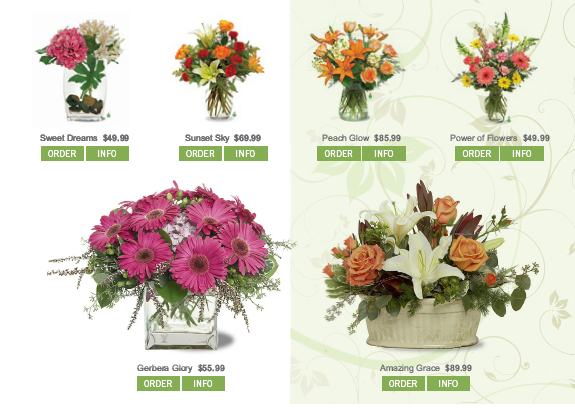 Sweet Dreams $49.99
ORDER INFO
Sunset Sky $69.99
ORDER INFO
Peach Glow $85.99
ORDER INFO
Power of Flowers $49.99
ORDER INFO
Gerbera Glory $55.99
ORDER INFO
Amazing Grace $89.99
ORDER INFO